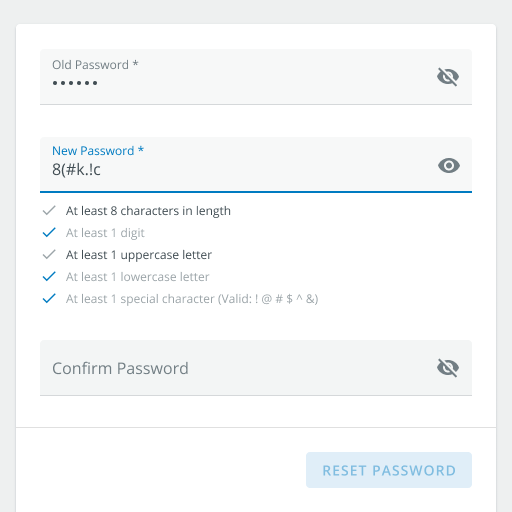 Old Password *
••••••
New Password *
8(#k.!c
At least 8 characters in length
At least 1 digit
At least 1 uppercase letter
At least 1 lowercase letter
At least 1 special character (Valid: ! @ # $ ^ &)
Confirm Password
RESET PASSWORD